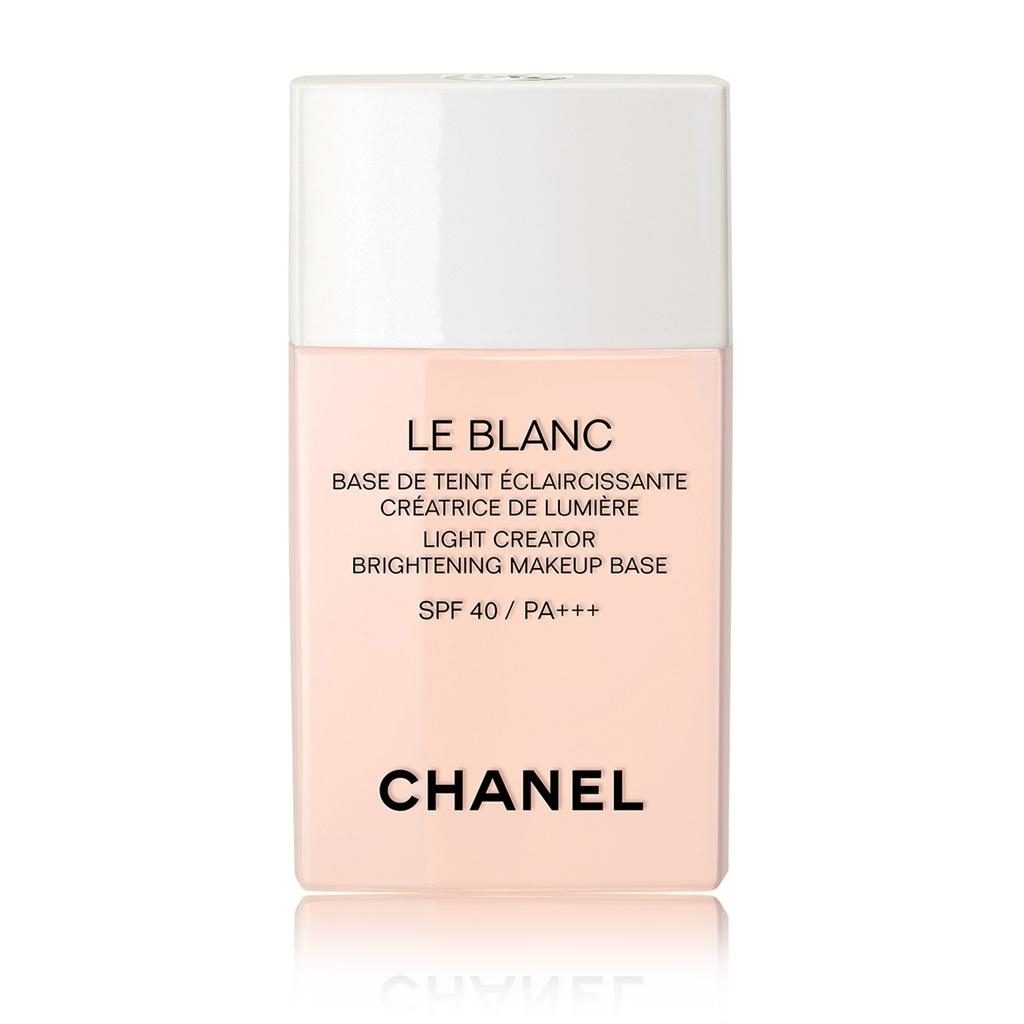 LE BLANC
BASE DE TEINT ÉCLAIRCISSANTE
CRÉATRICE DE LUMIÈRE
LIGHT CREATOR
BRIGHTENING MAKEUP BASE
SPF 40 / PA+++
CHANEL